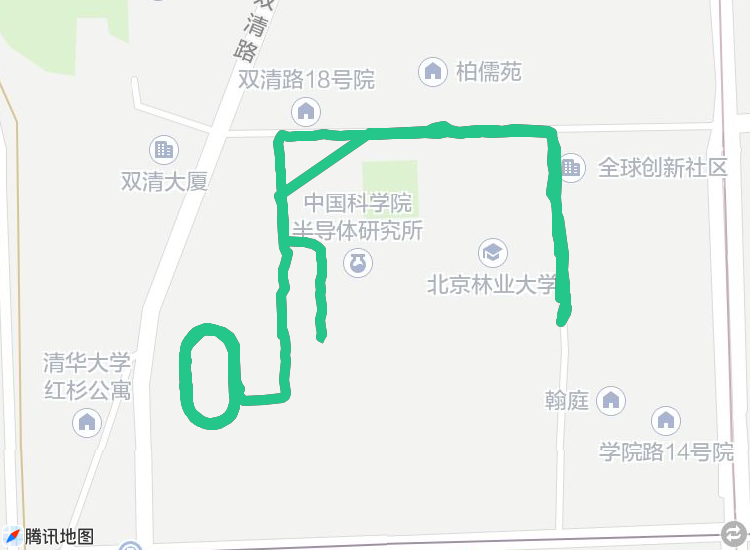 双清路
双清路18号院
柏儒苑
双清大厦
全球创新社区
中国科学院
半导体研究所
北京林业大学
清华大学
红杉公寓
翰庭
学院路14号院
腾讯地图